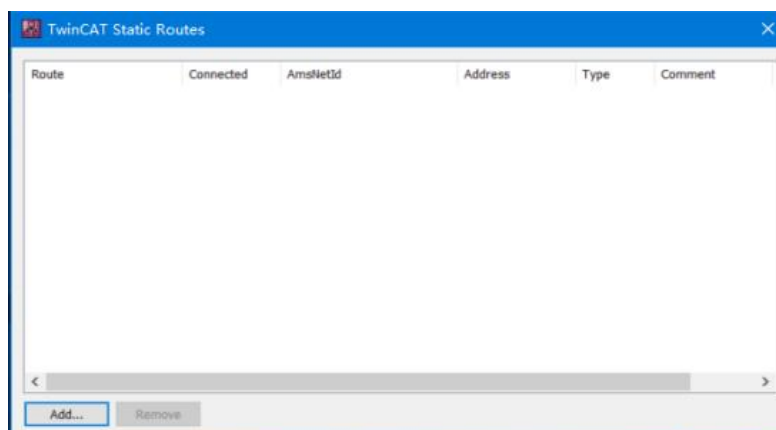 TwinCAT Static Routes
Route Connected AmsNetId Address Type Comment
Add... Remove